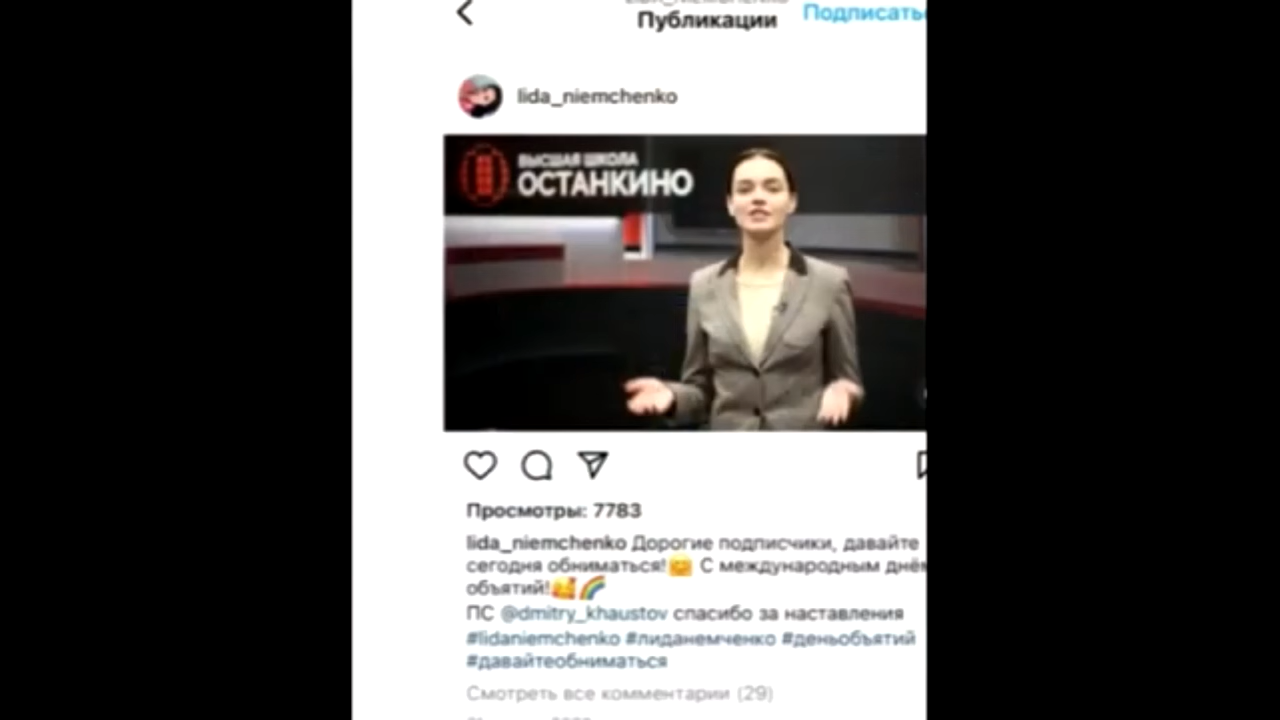 Публикации
lida_niemchenko
ВЫСШАЯ ШКОЛА
ОСТАНКИНО
Просмотры: 7783
lida_niemchenko Дорогие подписчики, давайте
сегодня обниматься!😊 С международным днём
объятий!🥰🌈
ПС @dmitry_khaustov спасибо за наставления
#lidaniemchenko #лиданемченко #деньобъятий
#давайтеобниматься
Смотреть все комментарии (29)